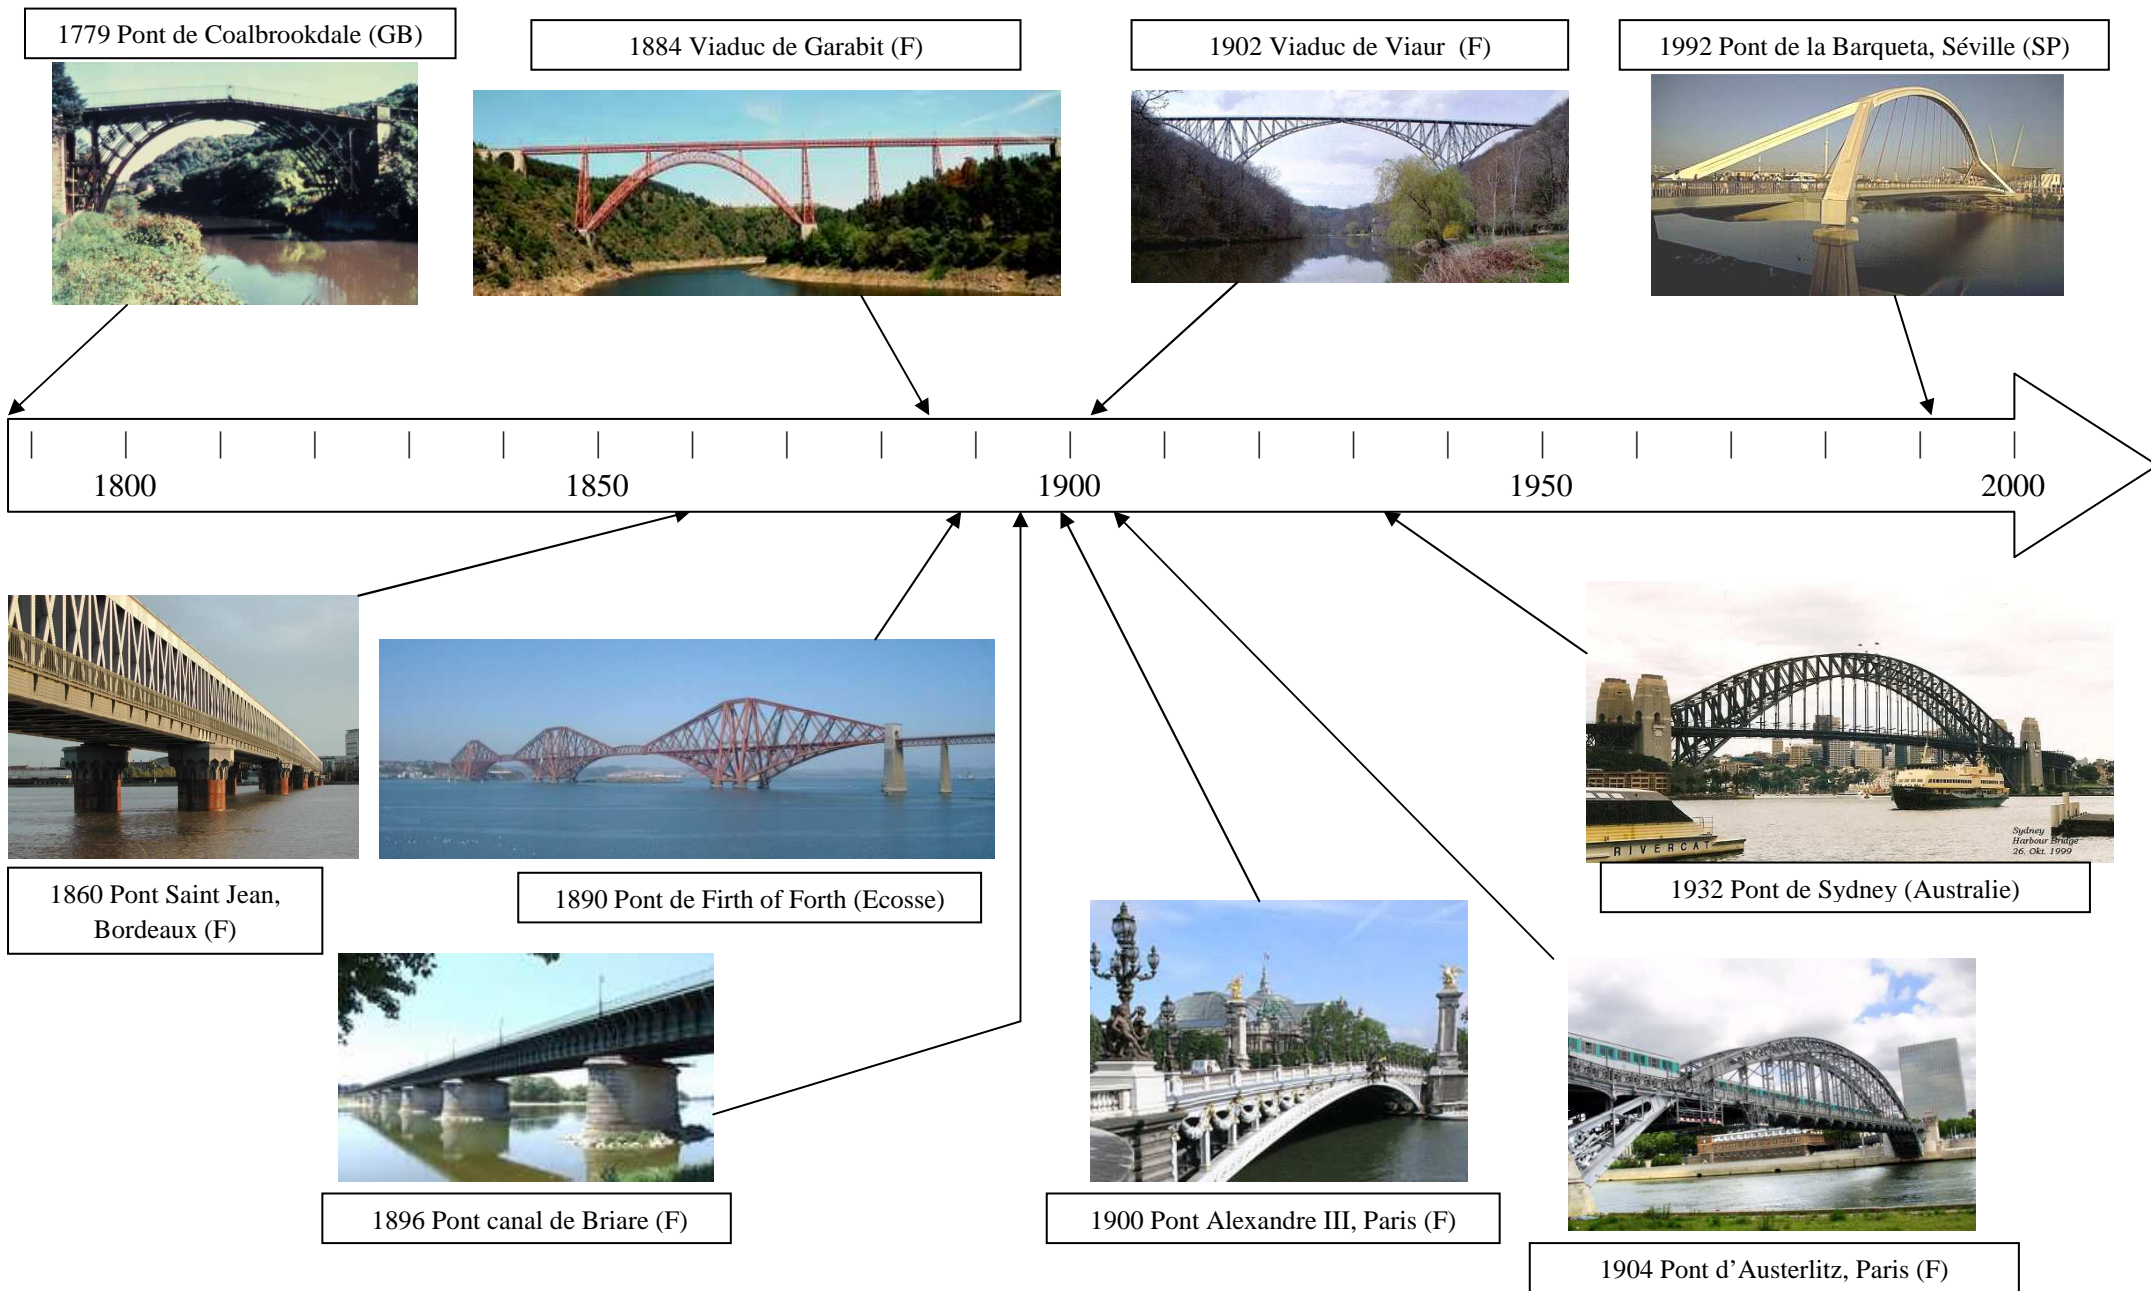 1779 Pont de Coalbrookdale (GB)
1884 Viaduc de Garabit (F)
1902 Viaduc de Viaur  (F)
1992 Pont de la Barqueta, Séville (SP)
1800
1850
1900
1950
2000
RIVERCAT
Sydney
Harbour Bridge
26. Okt. 1999
1860 Pont Saint Jean,
Bordeaux (F)
1890 Pont de Firth of Forth (Ecosse)
1932 Pont de Sydney (Australie)
1896 Pont canal de Briare (F)
1900 Pont Alexandre III, Paris (F)
1904 Pont d’Austerlitz, Paris (F)